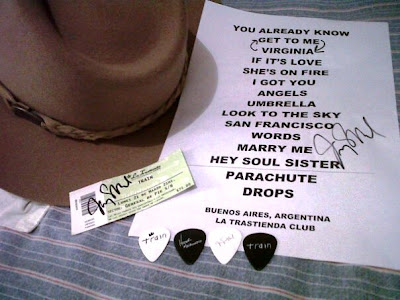 YOU ALREADY KNOW
GET TO ME
VIRGINIA
IF IT'S LOVE
SHE'S ON FIRE
I GOT YOU
ANGELS
UMBRELLA
LOOK TO THE SKY
SAN FRANCISCO
WORDS
MARRY ME
HEY SOUL SISTER
PARACHUTE
DROPS
BUENOS AIRES, ARGENTINA
LA TRASTIENDA CLUB
TRAIN
train
train